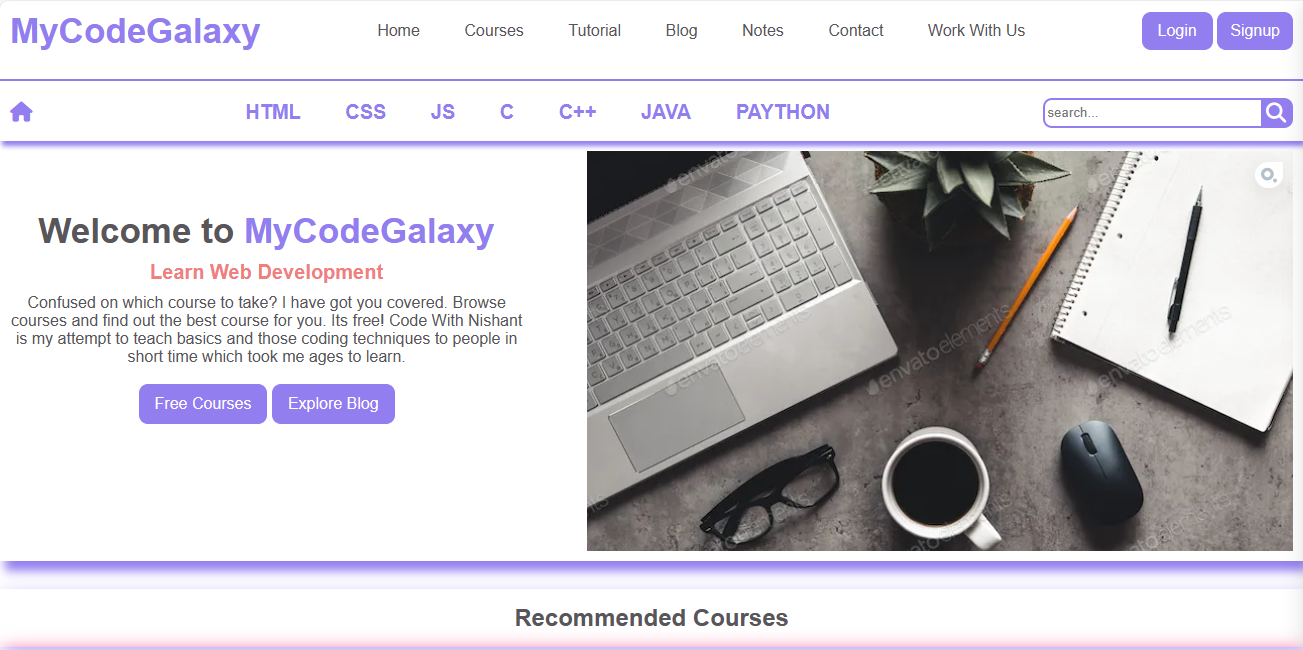 MyCodeGalaxy
Home Courses Tutorial Blog Notes Contact Work With Us
Login Signup
HTML CSS JS C C++ JAVA PAYTHON
search...
Welcome to MyCodeGalaxy
Learn Web Development
Confused on which course to take? I have got you covered. Browse
courses and find out the best course for you. Its free! Code With Nishant
is my attempt to teach basics and those coding techniques to people in
short time which took me ages to learn.
Free Courses Explore Blog
envatoelements
envatoelements
envatoelements
envatoelements
Recommended Courses